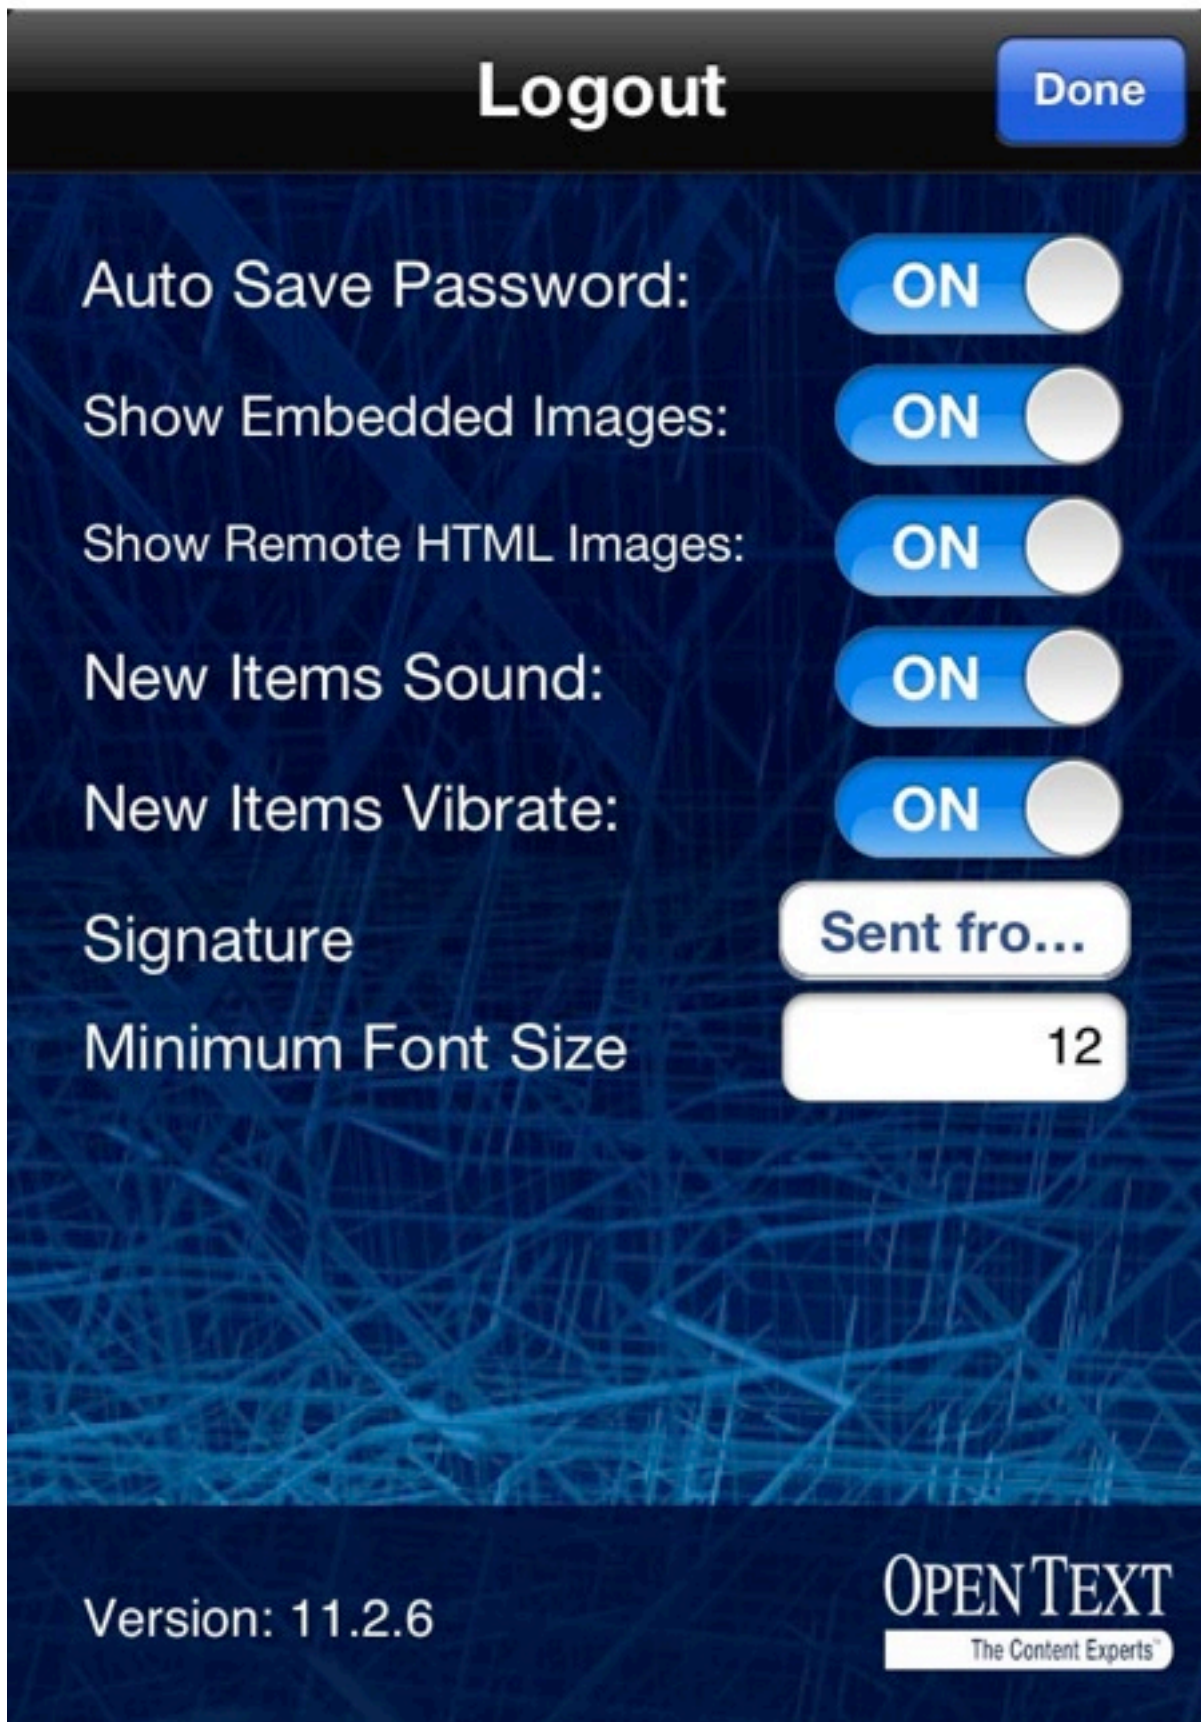 Logout
Done
Auto Save Password:
ON
Show Embedded Images:
ON
Show Remote HTML Images:
ON
New Items Sound:
ON
New Items Vibrate:
ON
Signature
Sent fro...
Minimum Font Size
12
Version: 11.2.6
OPEN TEXT
The Content Experts™